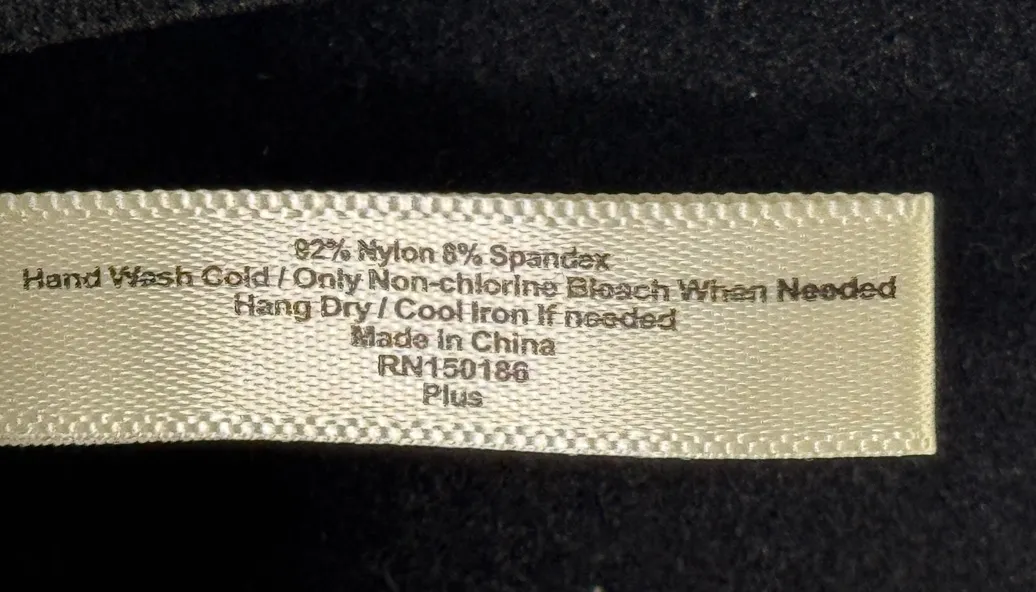 92% Nylon 8% Spandex
Hand Wash Cold / Only Non-chlorine Bleach When Needed
Hang Dry / Cool Iron If needed
Made in China
RN150186
Plus